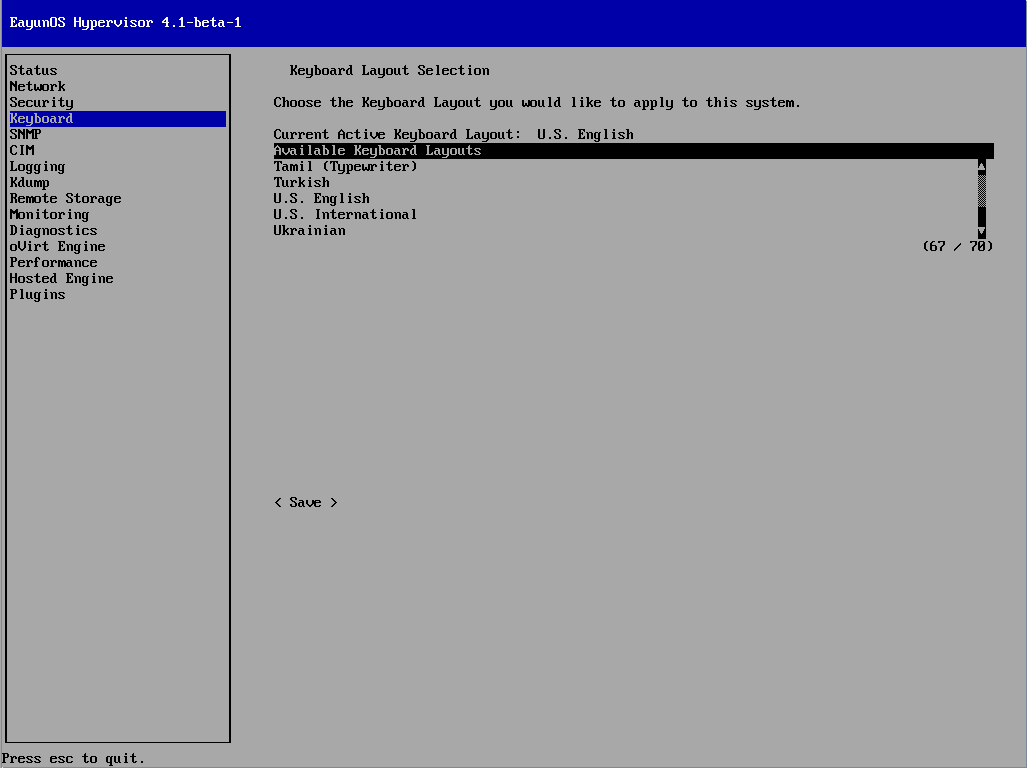 EayunOS Hypervisor 4.1-beta-1
Status
Network
Security
Keyboard
SNMP
CIM
Logging
Kdump
Remote Storage
Monitoring
Diagnostics
oVirt Engine
Performance
Hosted Engine
Plugins
Keyboard Layout Selection
Choose the Keyboard Layout you would like to apply to this system.
Current Active Keyboard Layout:  U.S. English
Available Keyboard Layouts
Tamil (Typewriter)
Turkish
U.S. English
U.S. International
Ukrainian
(67 / 70)
< Save >
Press esc to quit.